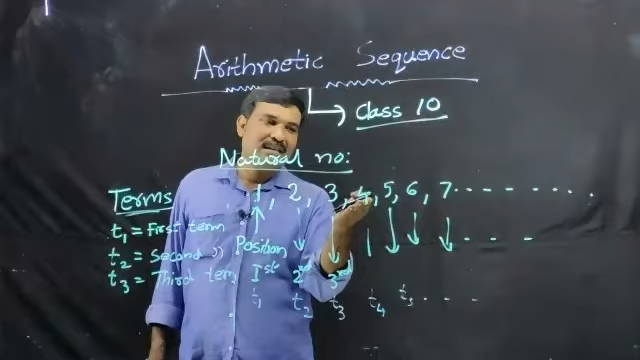 Arithmetic Sequence
Class 10
Natural no:
Terms 1, 2, 3, 4, 5, 6, 7 - - - - - - -
t₁ = First term
t₂ = Second " Position
t₃ = Third term Iˢᵗ 2ⁿᵈ 3ʳᵈ - - -
t₁ t₂ t₃ t₄ t₅ - - -